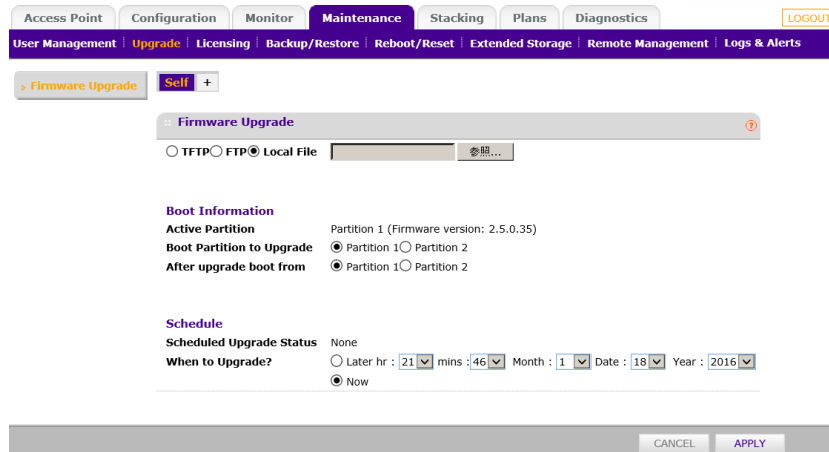 Access Point Configuration Monitor Maintenance Stacking Plans Diagnostics LOGOUT
User Management Upgrade Licensing Backup/Restore Reboot/Reset Extended Storage Remote Management Logs & Alerts
» Firmware Upgrade
Self +
:: Firmware Upgrade ?
TFTP FTP Local File 参照...
Boot Information
Active Partition Partition 1 (Firmware version: 2.5.0.35)
Boot Partition to Upgrade Partition 1 Partition 2
After upgrade boot from Partition 1 Partition 2
Schedule
Scheduled Upgrade Status None
When to Upgrade? Later hr : 21 mins :46 Month : 1 Date : 18 Year : 2016
Now
CANCEL APPLY